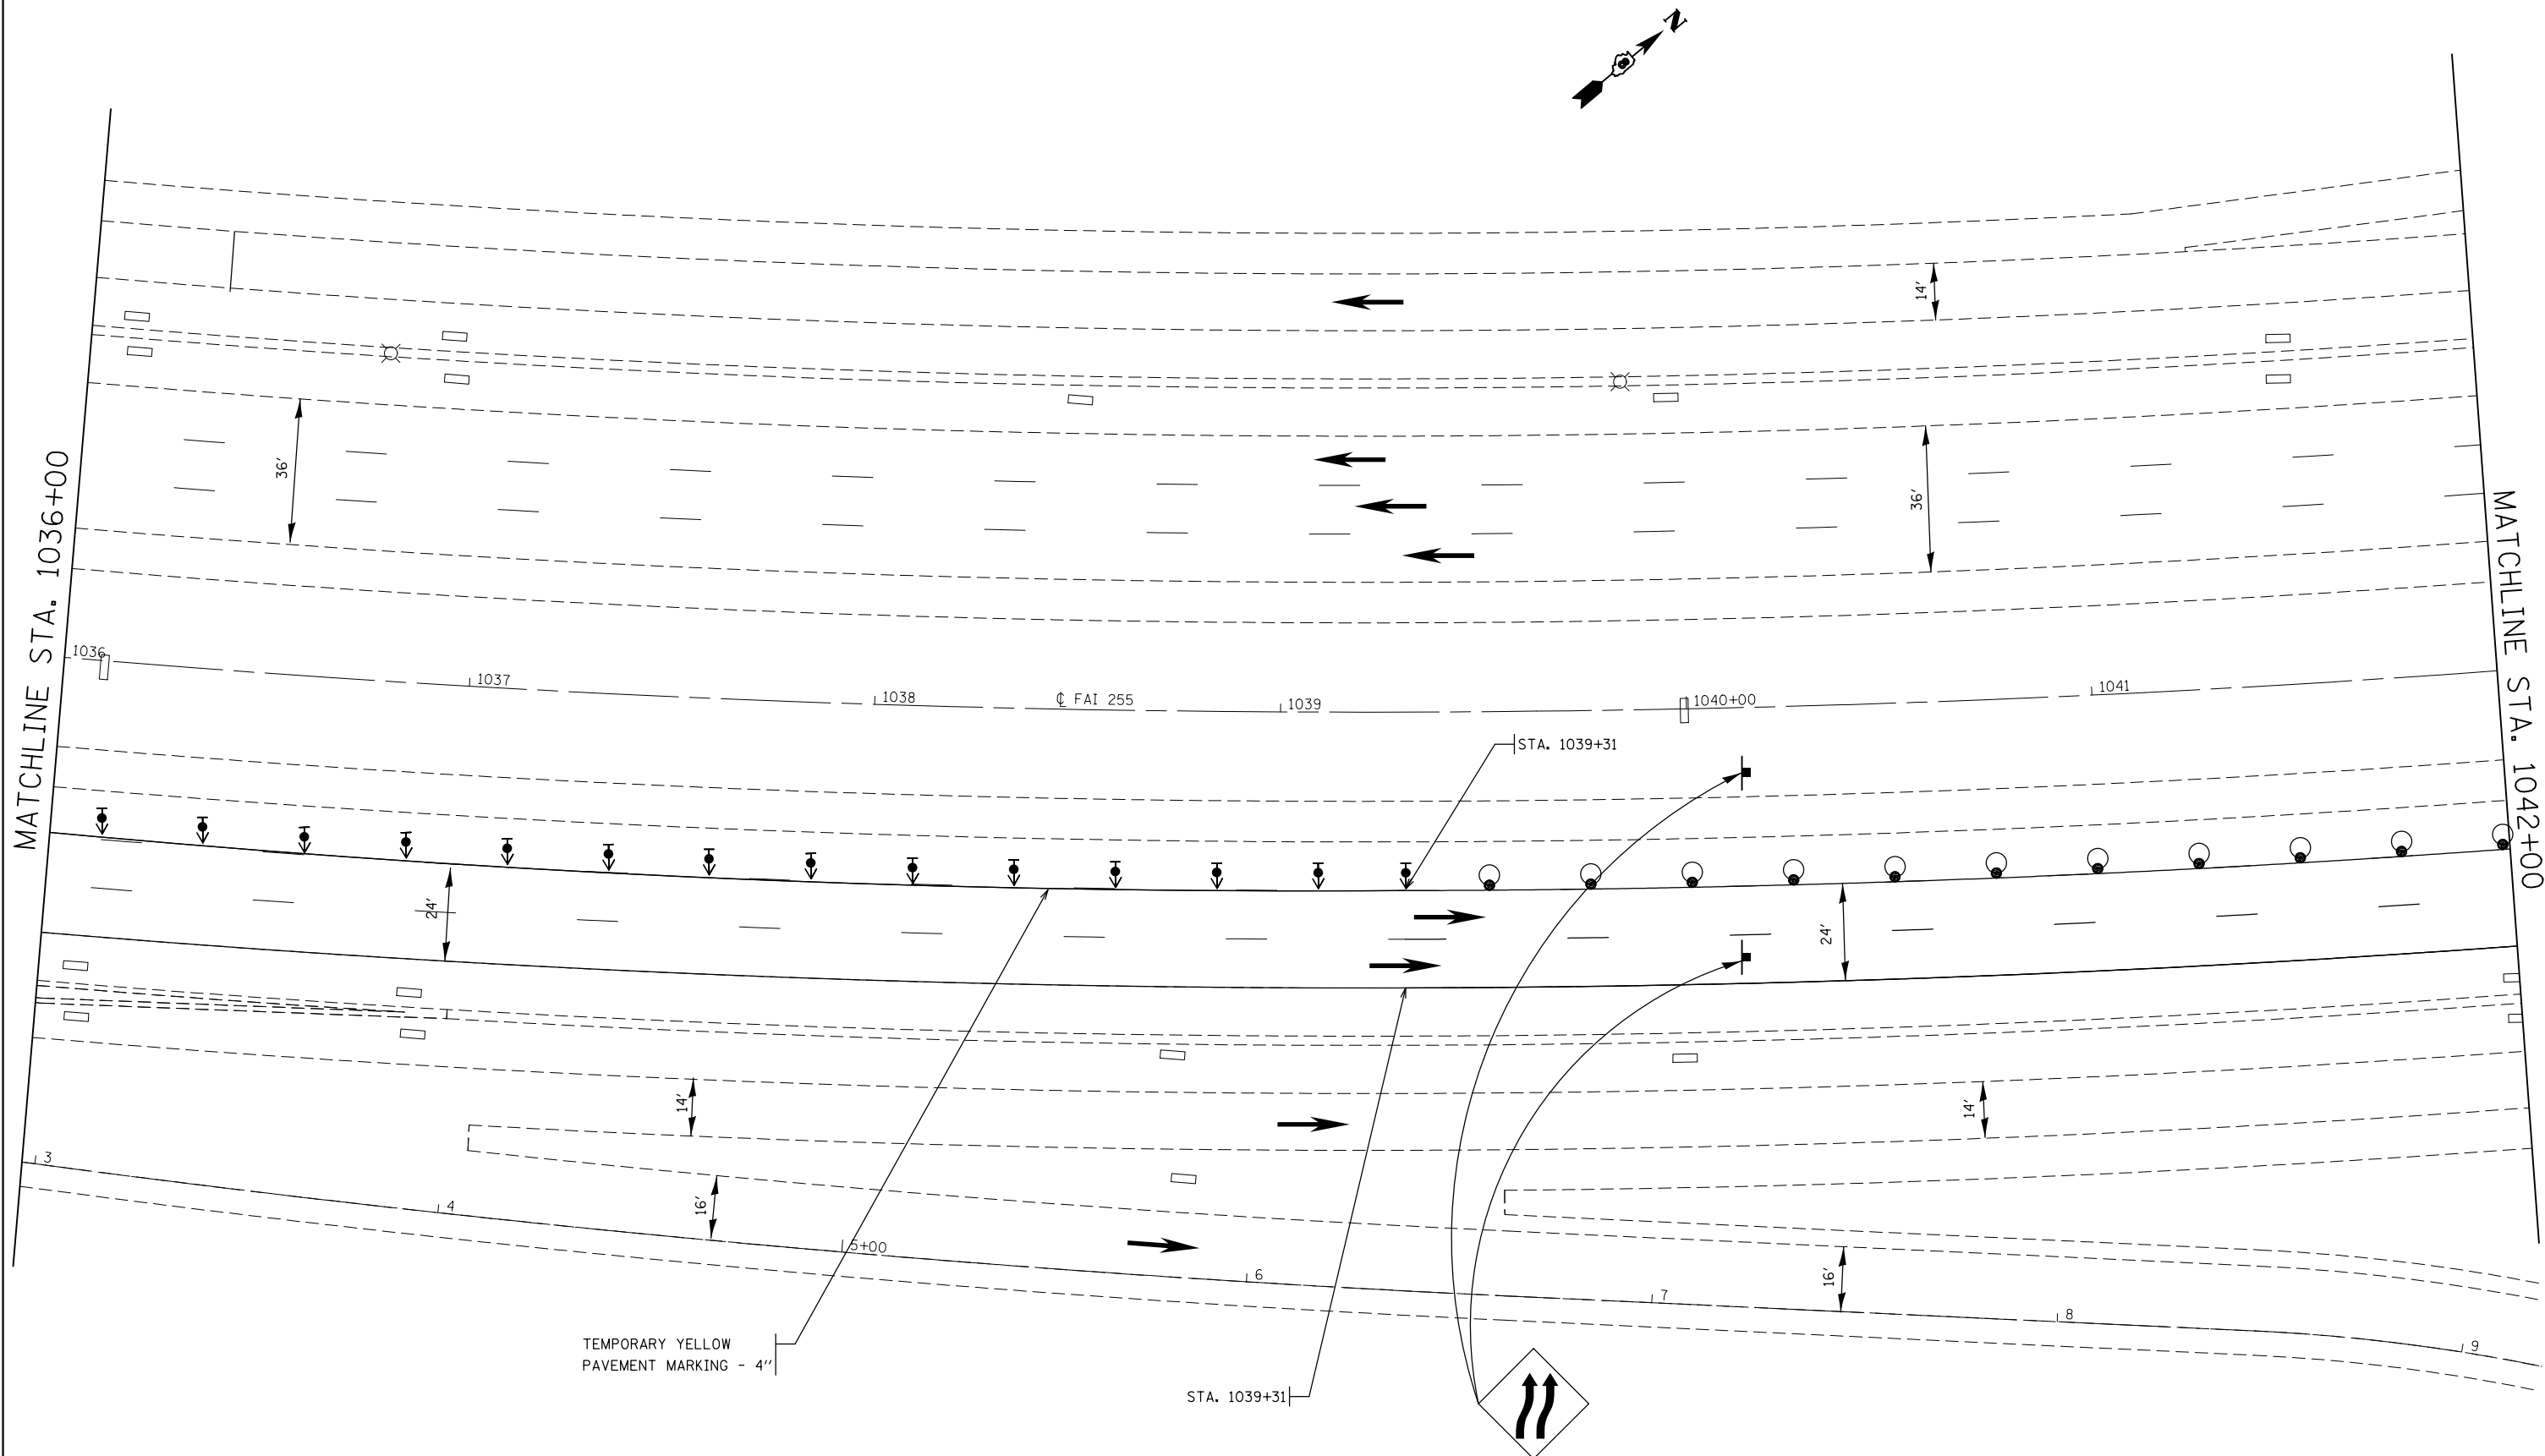 N
14'
36'
36'
MATCHLINE STA. 1036+00
MATCHLINE STA. 1042+00
1036
1037
1038
℄ FAI 255
1039
1040+00
1041
STA. 1039+31
24'
24'
14'
14'
3
4
16'
5+00
6
16'
7
8
9
TEMPORARY YELLOW
PAVEMENT MARKING - 4"
STA. 1039+31